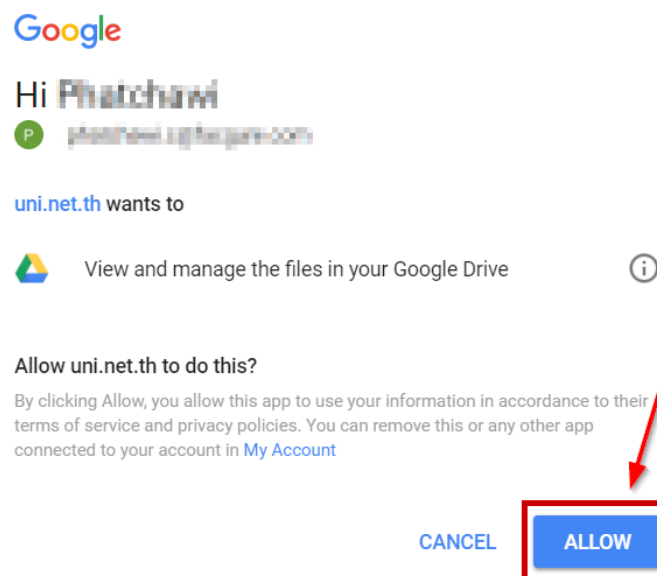 Google
Hi
P
uni.net.th wants to
View and manage the files in your Google Drive
Allow uni.net.th to do this?
By clicking Allow, you allow this app to use your information in accordance to their
terms of service and privacy policies. You can remove this or any other app
connected to your account in My Account
CANCEL
ALLOW